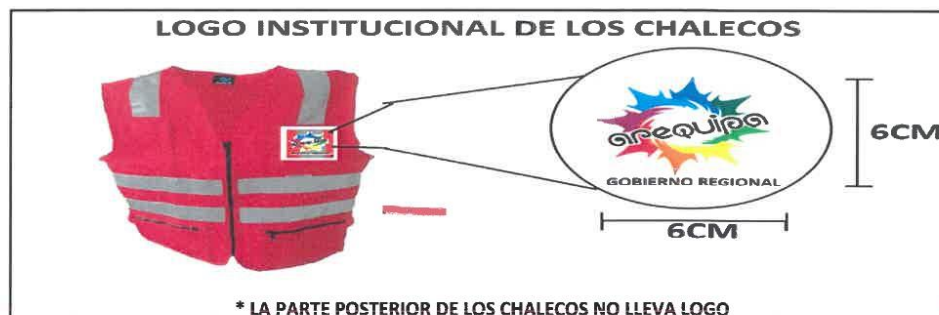 LOGO INSTITUCIONAL DE LOS CHALECOS
arequipa
GOBIERNO REGIONAL
6CM
6CM
* LA PARTE POSTERIOR DE LOS CHALECOS NO LLEVA LOGO